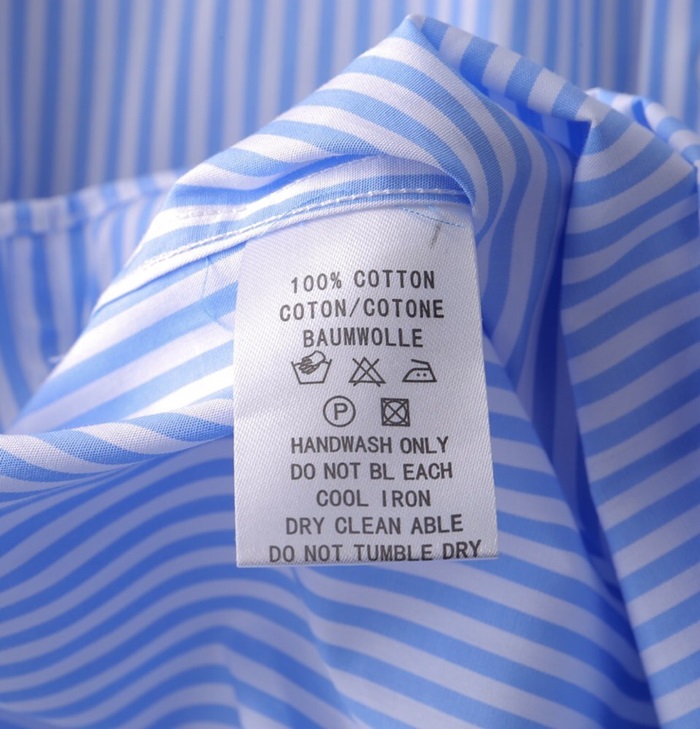 100% COTTON
COTON/COTONE
BAUMWOLLE
P
HANDWASH ONLY
DO NOT BL EACH
COOL IRON
DRY CLEAN ABLE
DO NOT TUMBLE DRY